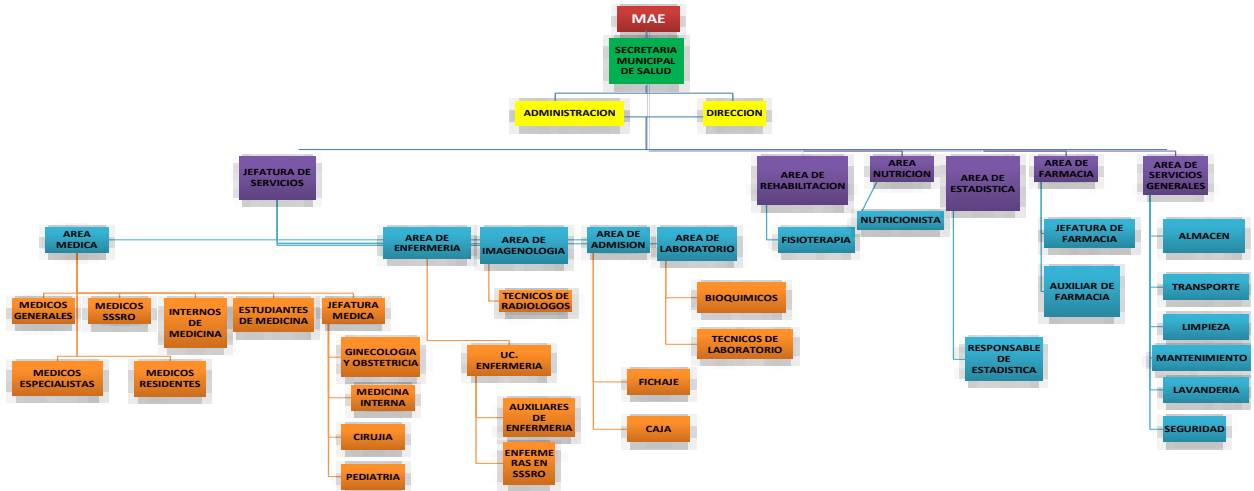 MAE
SECRETARIA
MUNICIPAL
DE SALUD
ADMINISTRACION
DIRECCION
JEFATURA DE
SERVICIOS
AREA DE
REHABILITACION
AREA
NUTRICION
AREA DE
ESTADISTICA
AREA DE
FARMACIA
AREA DE
SERVICIOS
GENERALES
AREA
MEDICA
AREA DE
ENFERMERIA
AREA DE
IMAGENOLOGIA
AREA DE
ADMISION
AREA DE
LABORATORIO
FISIOTERAPIA
NUTRICIONISTA
JEFATURA DE
FARMACIA
ALMACEN
MEDICOS
GENERALES
MEDICOS
SSSRO
INTERNOS
DE
MEDICINA
ESTUDIANTES
DE MEDICINA
JEFATURA
MEDICA
TECNICOS DE
RADIOLOGOS
BIOQUIMICOS
AUXILIAR DE
FARMACIA
TRANSPORTE
MEDICOS
ESPECIALISTAS
MEDICOS
RESIDENTES
GINECOLOGIA
Y OBSTETRICIA
UC.
ENFERMERIA
TECNICOS DE
LABORATORIO
RESPONSABLE
DE
ESTADISTICA
LIMPIEZA
MANTENIMIENTO
MEDICINA
INTERNA
FICHAJE
LAVANDERIA
AUXILIARES
DE
ENFERMERIA
CIRUJIA
CAJA
SEGURIDAD
ENFERME
RAS EN
SSSRO
PEDIATRIA